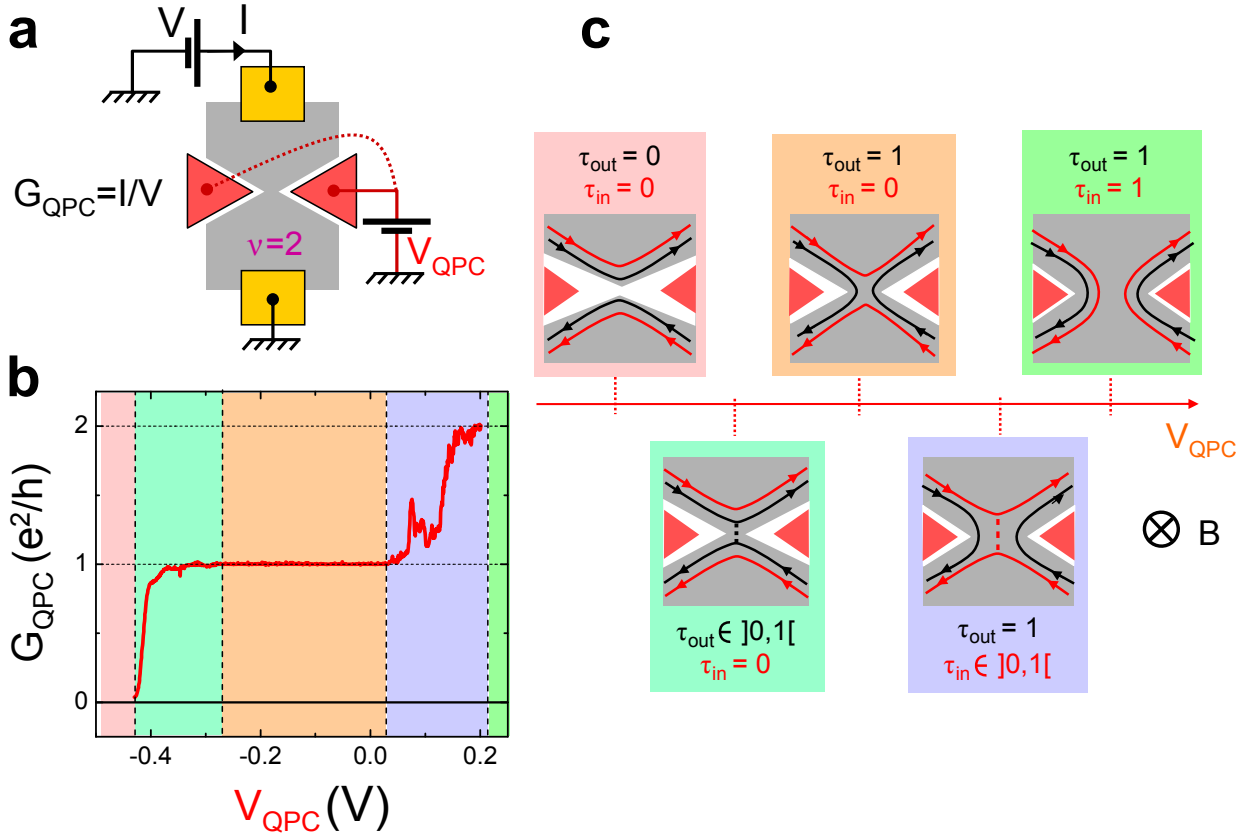 a
V
I
G_QPC=I/V
ν=2
V_QPC
b
G_QPC (e²/h)
2
1
0
-0.4
-0.2
0.0
0.2
V_QPC (V)
c
τ_out = 0
τ_in = 0
τ_out = 1
τ_in = 0
τ_out = 1
τ_in = 1
V_QPC
τ_out ∈ ]0,1[
τ_in = 0
τ_out = 1
τ_in ∈ ]0,1[
B